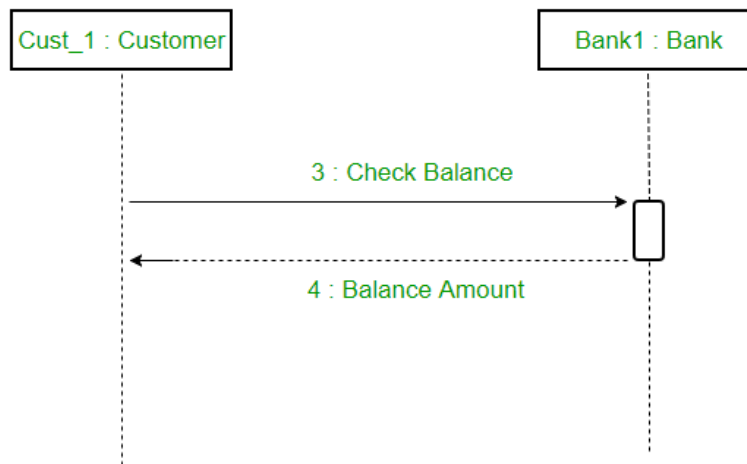 Cust_1 : Customer
Bank1 : Bank
3 : Check Balance
4 : Balance Amount